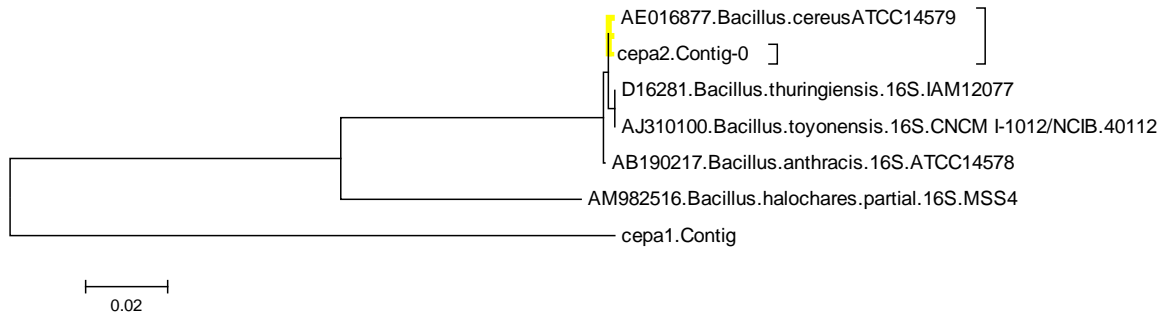 AE016877.Bacillus.cereusATCC14579
cepa2.Contig-0
D16281.Bacillus.thuringiensis.16S.IAM12077
AJ310100.Bacillus.toyonensis.16S.CNCM I-1012/NCIB.40112
AB190217.Bacillus.anthracis.16S.ATCC14578
AM982516.Bacillus.halochares.partial.16S.MSS4
cepa1.Contig
0.02